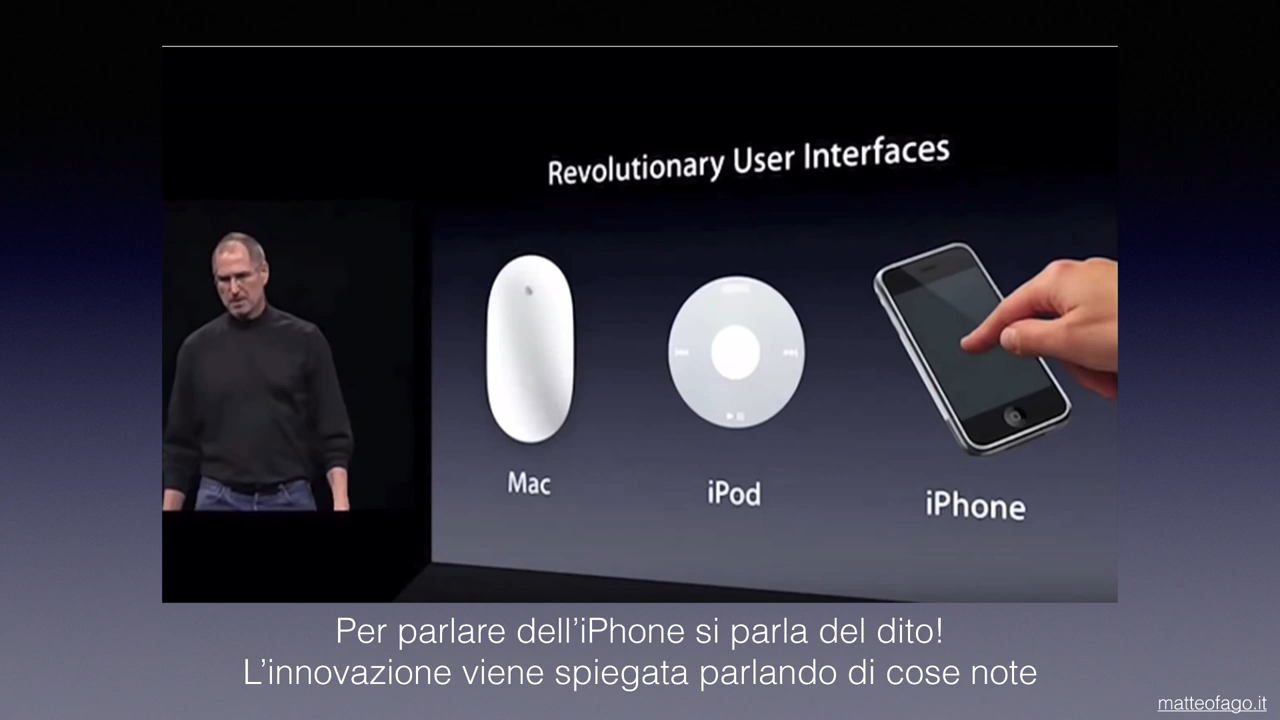 Revolutionary User Interfaces
Mac
iPod
iPhone
Per parlare dell’iPhone si parla del dito!
L’innovazione viene spiegata parlando di cose note
matteofago.it